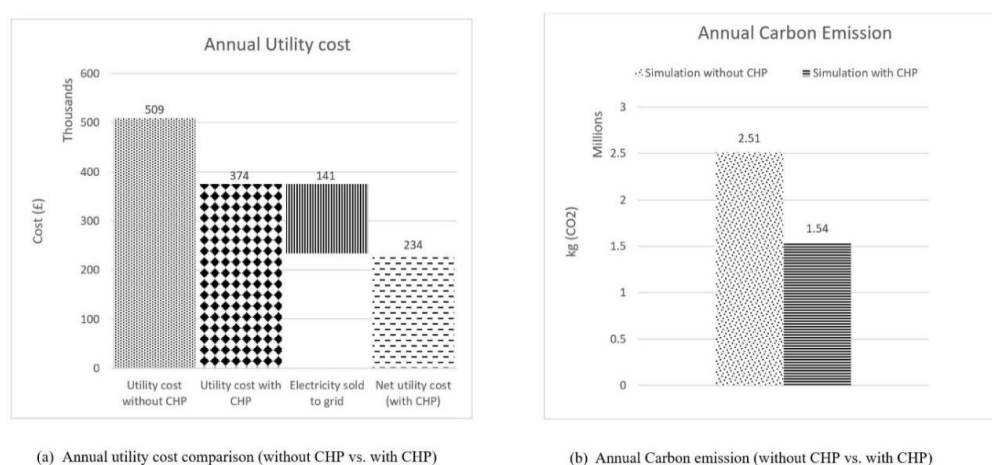 Annual Utility cost
Thousands
Cost (£)
600
500
400
300
200
100
0
509
374
141
234
Utility cost
without CHP
Utility cost with
CHP
Electricity sold
to grid
Net utility cost
(with CHP)
(a) Annual utility cost comparison (without CHP vs. with CHP)
Annual Carbon Emission
Simulation without CHP
Simulation with CHP
Millions
kg (CO2)
3
2.5
2
1.5
1
0.5
0
2.51
1.54
(b) Annual Carbon emission (without CHP vs. with CHP)